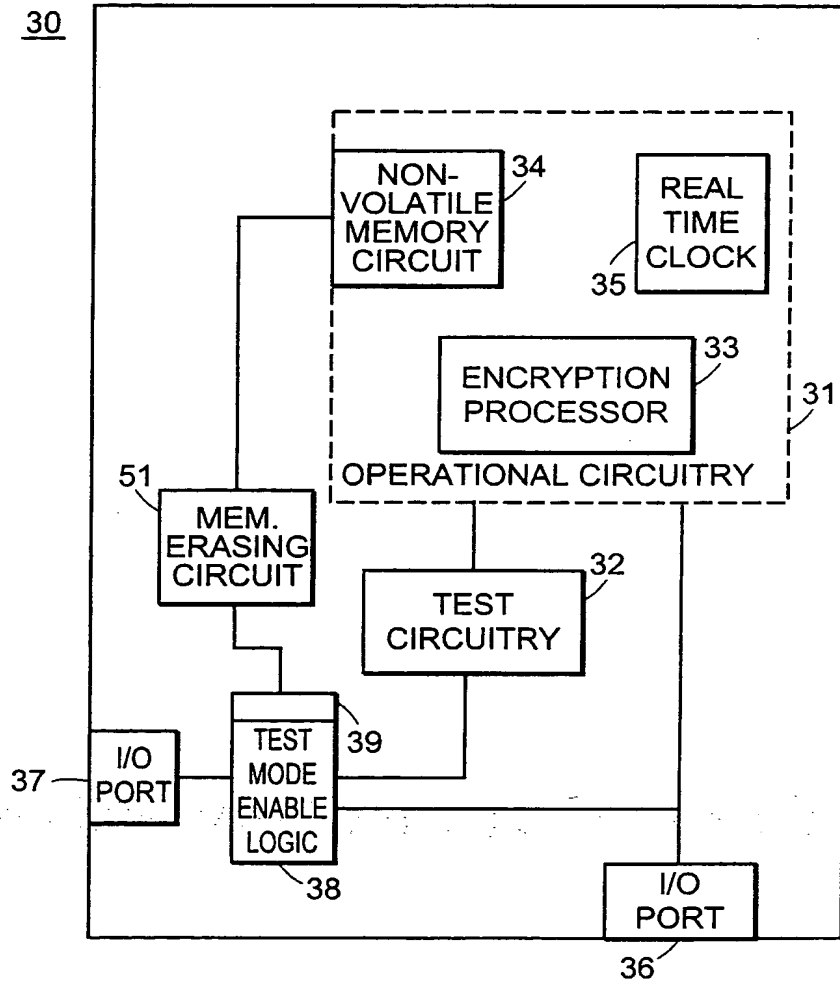 30
NON-
VOLATILE
MEMORY
CIRCUIT
34
REAL
TIME
CLOCK
35
33
ENCRYPTION
PROCESSOR
31
OPERATIONAL CIRCUITRY
51
MEM.
ERASING
CIRCUIT
32
TEST
CIRCUITRY
39
TEST
MODE
ENABLE
LOGIC
38
37
I/O
PORT
I/O
PORT
36